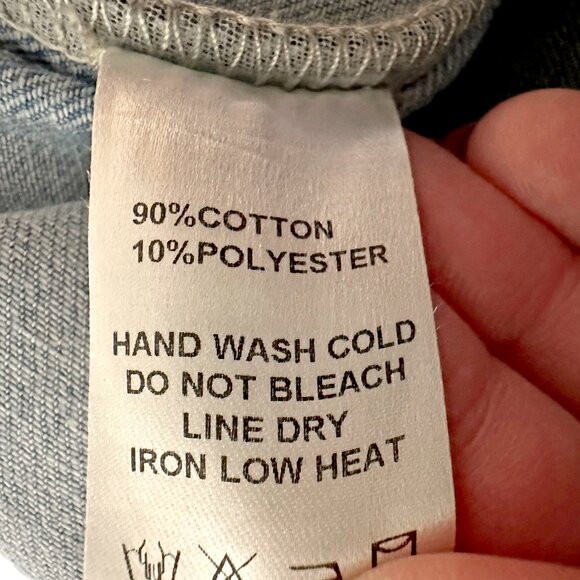 90%COTTON
10%POLYESTER
HAND WASH COLD
DO NOT BLEACH
LINE DRY
IRON LOW HEAT